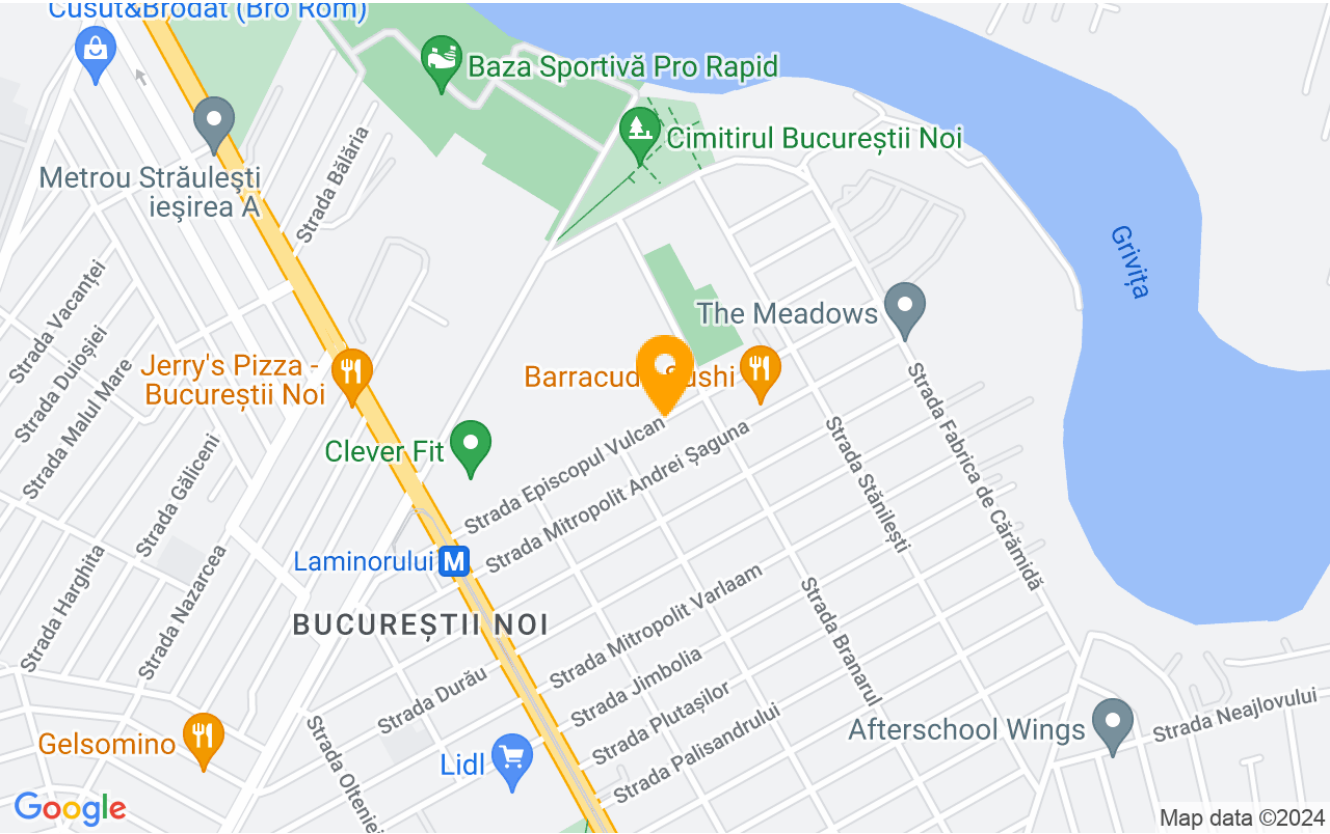 Cusut&Brodat (Bro Rom)
Baza Sportivă Pro Rapid
Cimitirul Bucureștii Noi
Metrou Străulești
ieşirea A
Strada Bălăria
Grivița
Strada Vacanței
The Meadows
Strada Duioșiei
Jerry's Pizza -
Bucureștii Noi
Strada Malul Mare
Strada Fabrica de Cărămidă
Strada Găliceni
Clever Fit
Strada Episcopul Vulcan
Strada Mitropolit Andrei Șaguna
Strada Stănilești
Laminorului
M
Strada Harghita
Strada Nazarcea
BUCUREȘTII NOI
Strada Mitropolit Varlaam
Strada Branarul
Strada Durău
Strada Jimbolia
Strada Plutașilor
Strada Palisandrului
Afterschool Wings
Strada Neajlovului
Gelsomino
Strada Olteniei
Lidl
Google
Map data ©2024